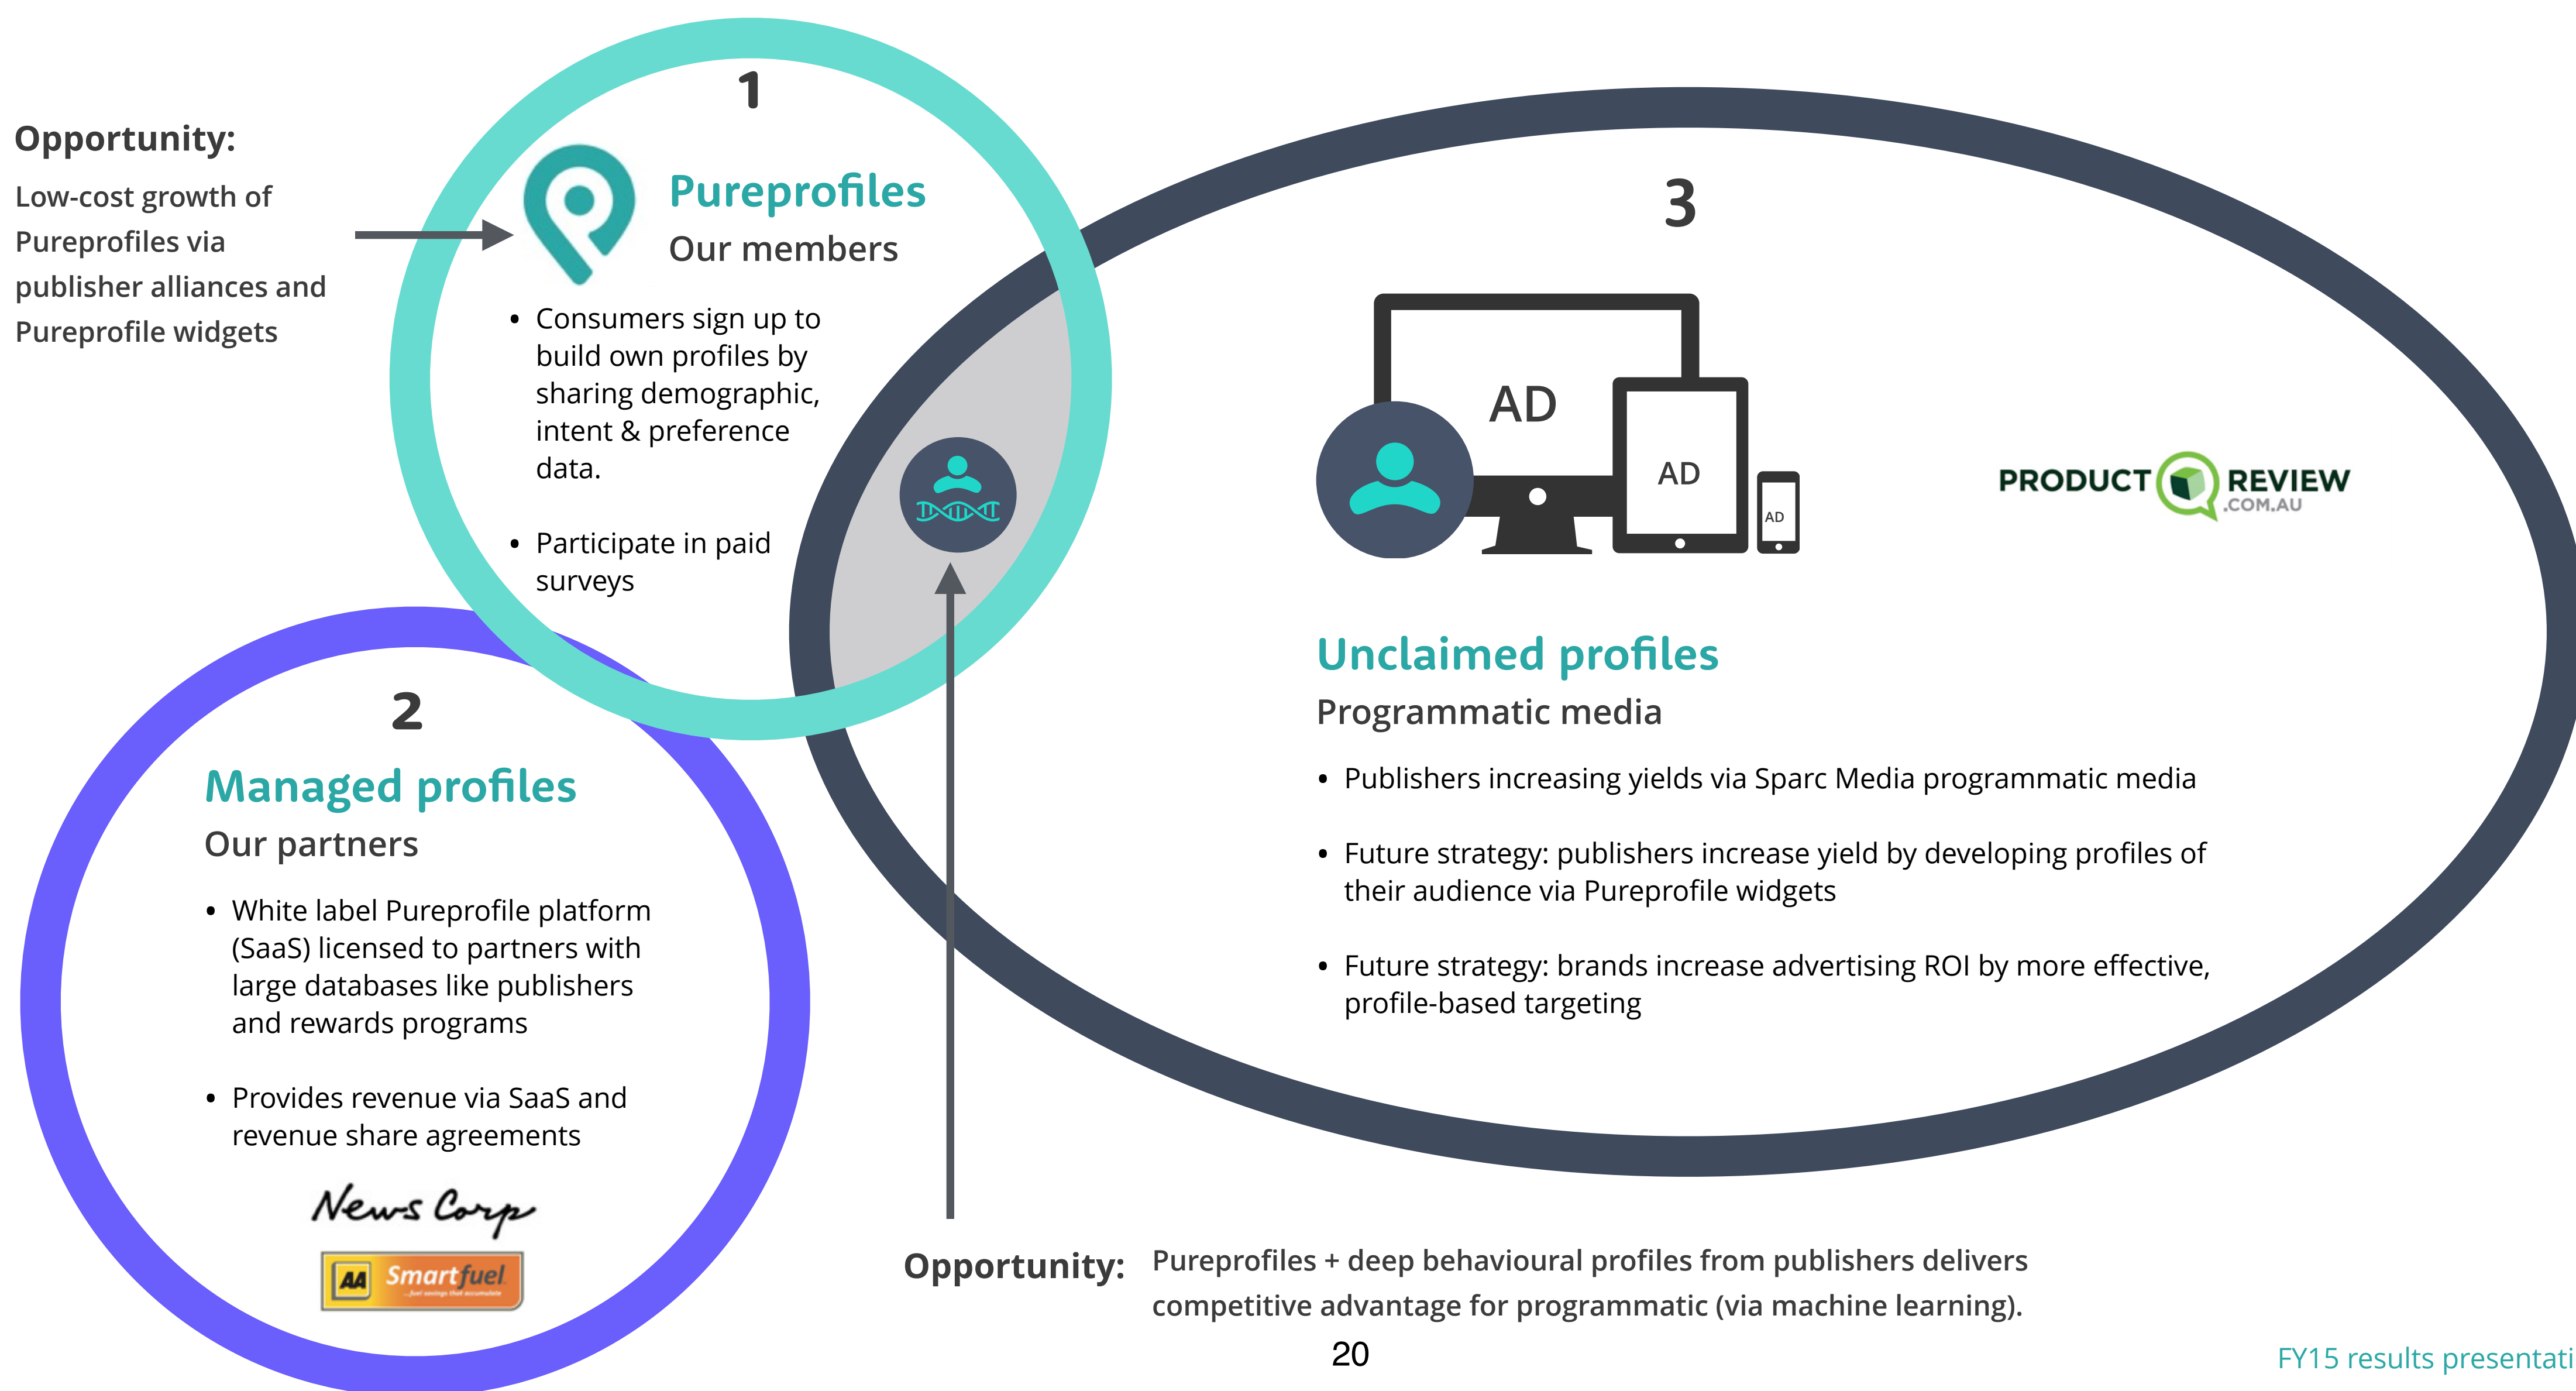 Opportunity:
Low-cost growth of
Pureprofiles via
publisher alliances and
Pureprofile widgets
1
Pureprofiles
Our members
• Consumers sign up to
build own profiles by
sharing demographic,
intent & preference
data.
• Participate in paid
surveys
2
Managed profiles
Our partners
• White label Pureprofile platform
(SaaS) licensed to partners with
large databases like publishers
and rewards programs
• Provides revenue via SaaS and
revenue share agreements
News Corp
AA Smartfuel
...fuel savings that accumulate
3
AD
AD
AD
PRODUCT REVIEW
.COM.AU
Unclaimed profiles
Programmatic media
• Publishers increasing yields via Sparc Media programmatic media
• Future strategy: publishers increase yield by developing profiles of
their audience via Pureprofile widgets
• Future strategy: brands increase advertising ROI by more effective,
profile-based targeting
Opportunity:
Pureprofiles + deep behavioural profiles from publishers delivers
competitive advantage for programmatic (via machine learning).
20
FY15 results presentati